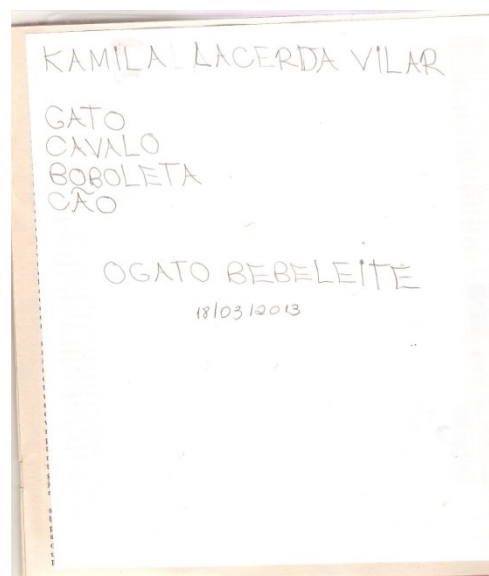 KAMILA LACERDA VILAR
GATO
CAVALO
BOBOLETA
CÃO
OGATO BEBELEITE
18/03/2013